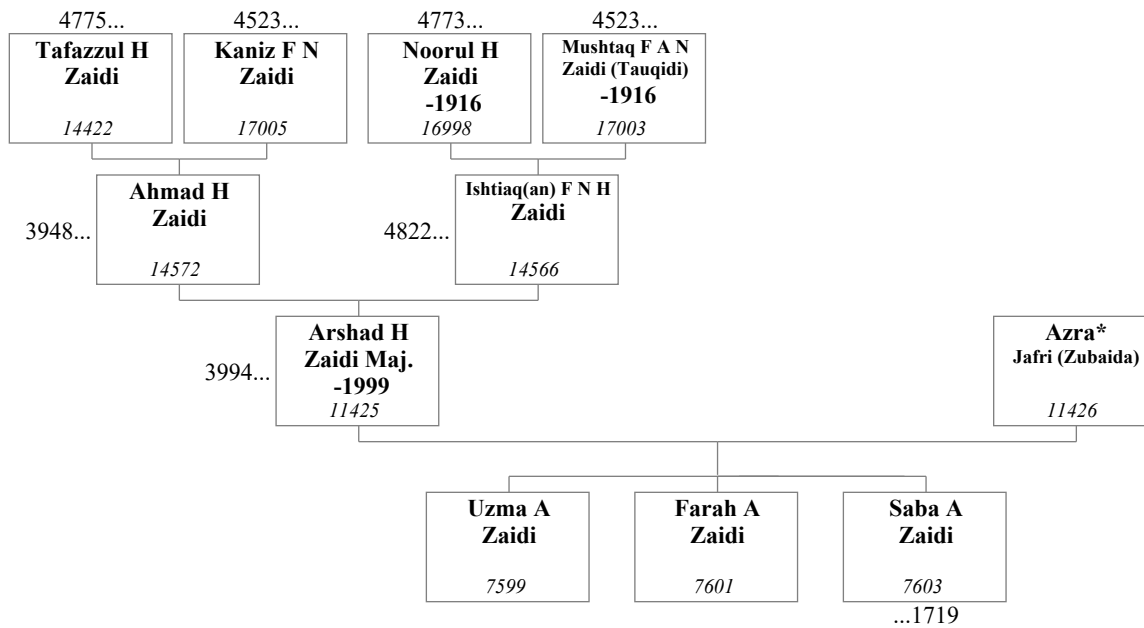 4775...
4523...
4773...
4523...
Tafazzul H
Zaidi
14422
Kaniz F N
Zaidi
17005
Noorul H
Zaidi
-1916
16998
Mushtaq F A N
Zaidi (Tauqidi)
-1916
17003
3948...
Ahmad H
Zaidi
14572
4822...
Ishtiaq(an) F N H
Zaidi
14566
3994...
Arshad H
Zaidi Maj.
-1999
11425
Azra*
Jafri (Zubaida)
11426
Uzma A
Zaidi
7599
Farah A
Zaidi
7601
Saba A
Zaidi
7603
...1719